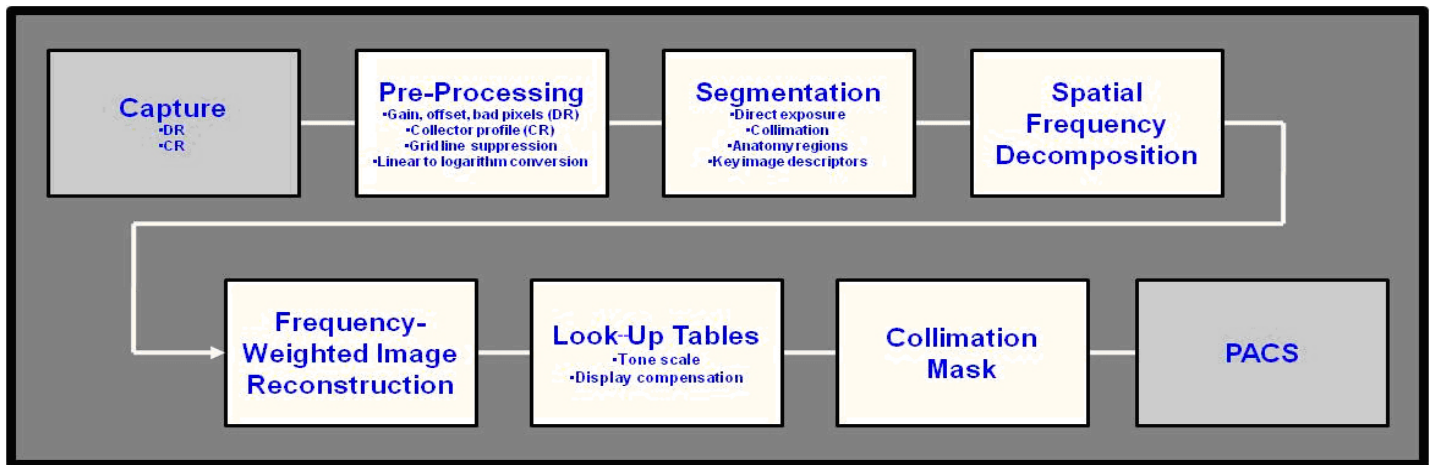 Capture
▪DR
▪CR
Pre-Processing
▪Gain, offset, bad pixels (DR)
▪Collector profile (CR)
▪Grid line suppression
▪Linear to logarithm conversion
Segmentation
▪Direct exposure
▪Collimation
▪Anatomy regions
▪Key image descriptors
Spatial
Frequency
Decomposition
Frequency-
Weighted Image
Reconstruction
Look-Up Tables
▪Tone scale
▪Display compensation
Collimation
Mask
PACS